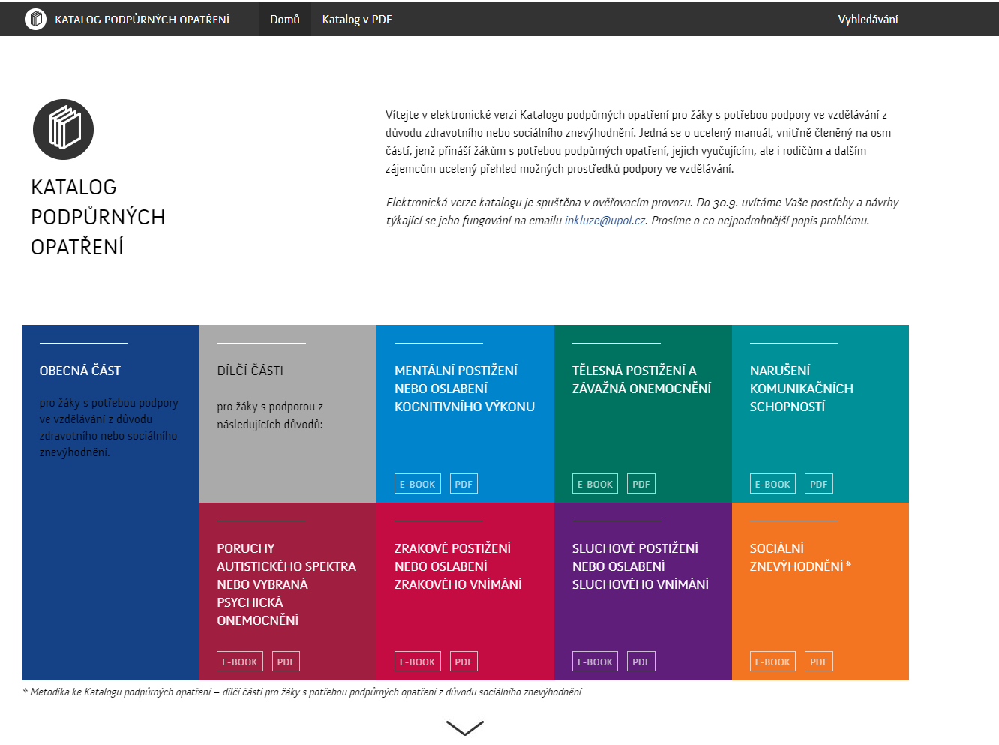 KATALOG PODPŮRNÝCH OPATŘENÍ
Domů
Katalog v PDF
Vyhledávání
KATALOG
PODPŮRNÝCH
OPATŘENÍ
Vítejte v elektronické verzi Katalogu podpůrných opatření pro žáky s potřebou podpory ve vzdělávání z
důvodu zdravotního nebo sociálního znevýhodnění. Jedná se o ucelený manuál, vnitřně členěný na osm
částí, jenž přináší žákům s potřebou podpůrných opatření, jejich vyučujícím, ale i rodičům a dalším
zájemcům ucelený přehled možných prostředků podpory ve vzdělávání.
Elektronická verze katalogu je spuštěna v ověřovacím provozu. Do 30.9. uvítáme Vaše postřehy a návrhy
týkající se jeho fungování na emailu inkluze@upol.cz. Prosíme o co nejpodrobnější popis problému.
OBECNÁ ČÁST
pro žáky s potřebou podpory
ve vzdělávání z důvodu
zdravotního nebo sociálního
znevýhodnění.
DÍLČÍ ČÁSTI
pro žáky s podporou z
následujících důvodů:
MENTÁLNÍ POSTIŽENÍ
NEBO OSLABENÍ
KOGNITIVNÍHO VÝKONU
E-BOOK
PDF
TĚLESNÁ POSTIŽENÍ A
ZÁVAŽNÁ ONEMOCNĚNÍ
E-BOOK
PDF
NARUŠENÍ
KOMUNIKAČNÍCH
SCHOPNOSTÍ
E-BOOK
PDF
PORUCHY
AUTISTICKÉHO SPEKTRA
NEBO VYBRANÁ
PSYCHICKÁ
ONEMOCNĚNÍ
E-BOOK
PDF
ZRAKOVÉ POSTIŽENÍ
NEBO OSLABENÍ
ZRAKOVÉHO VNÍMÁNÍ
E-BOOK
PDF
SLUCHOVÉ POSTIŽENÍ
NEBO OSLABENÍ
SLUCHOVÉHO VNÍMÁNÍ
E-BOOK
PDF
SOCIÁLNÍ
ZNEVÝHODNĚNÍ *
E-BOOK
PDF
* Metodika ke Katalogu podpůrných opatření – dílčí části pro žáky s potřebou podpůrných opatření z důvodu sociálního znevýhodnění